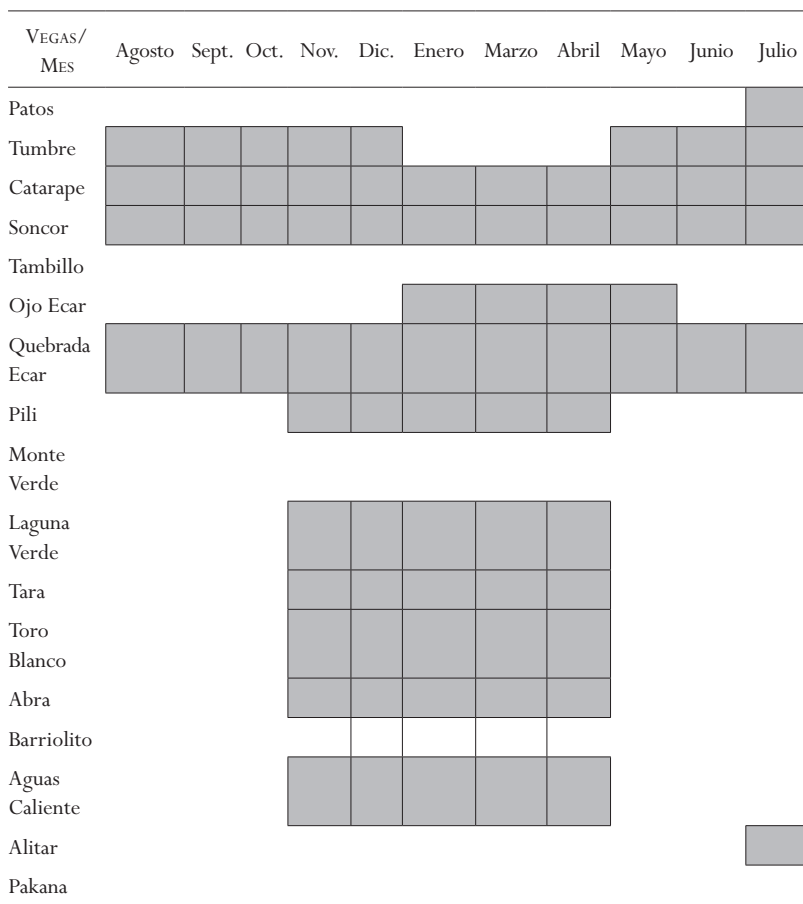 VEGAS/
MES
Agosto Sept. Oct. Nov. Dic. Enero Marzo Abril Mayo Junio Julio
Patos
Tumbre
Catarape
Soncor
Tambillo
Ojo Ecar
Quebrada
Ecar
Pili
Monte
Verde
Laguna
Verde
Tara
Toro
Blanco
Abra
Barriolito
Aguas
Caliente
Alitar
Pakana